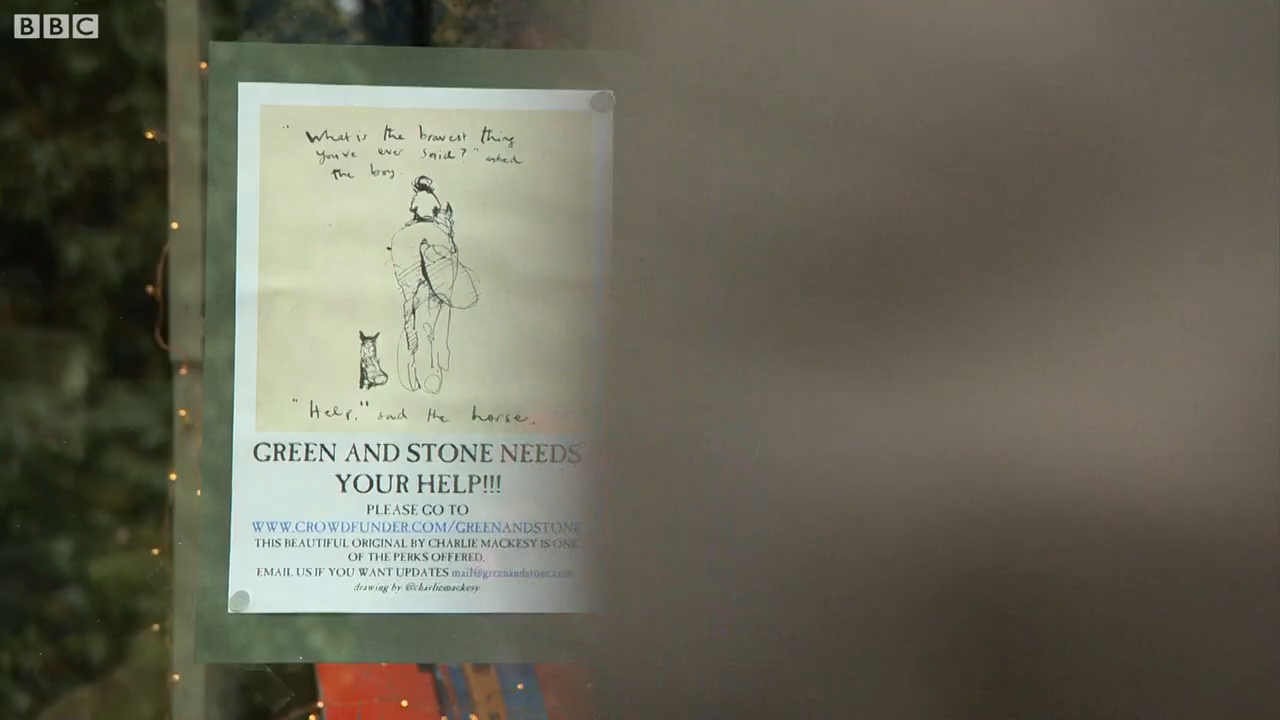 BBC
"What is the bravest thing
you've ever said?" asked
the boy.
"Help." said the horse.
GREEN AND STONE NEEDS
YOUR HELP!!!
PLEASE GO TO
WWW.CROWDFUNDER.COM/GREENANDSTONE
THIS BEAUTIFUL ORIGINAL BY CHARLIE MACKESY IS ONE
OF THE PERKS OFFERED.
EMAIL US IF YOU WANT UPDATES mail@greenandstone.com
drawing by @charliemackesy